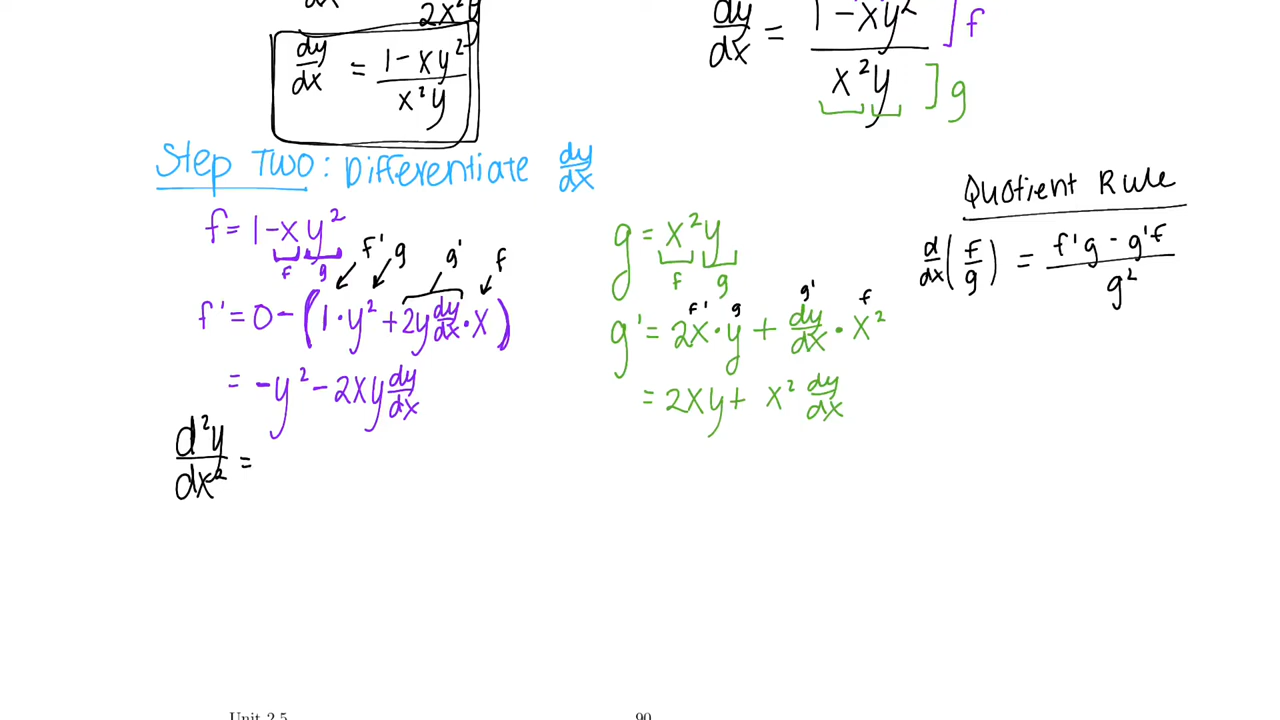 dx
2x²y
dy/dx = (1 - xy²)/(x²y)
dy/dx = (1 - xy²)/(x²y) ] f ] g
Step Two: Differentiate dy/dx
f = 1 - xy²
f g
f' g g' f
f' = 0 - (1·y² + 2y dy/dx · x)
= -y² - 2xy dy/dx
g = x²y
f g
f' g g' f
g' = 2x·y + dy/dx · x²
= 2xy + x² dy/dx
Quotient Rule
d/dx (f/g) = (f'g - g'f)/g²
d²y/dx² =
Unit 2.5
90